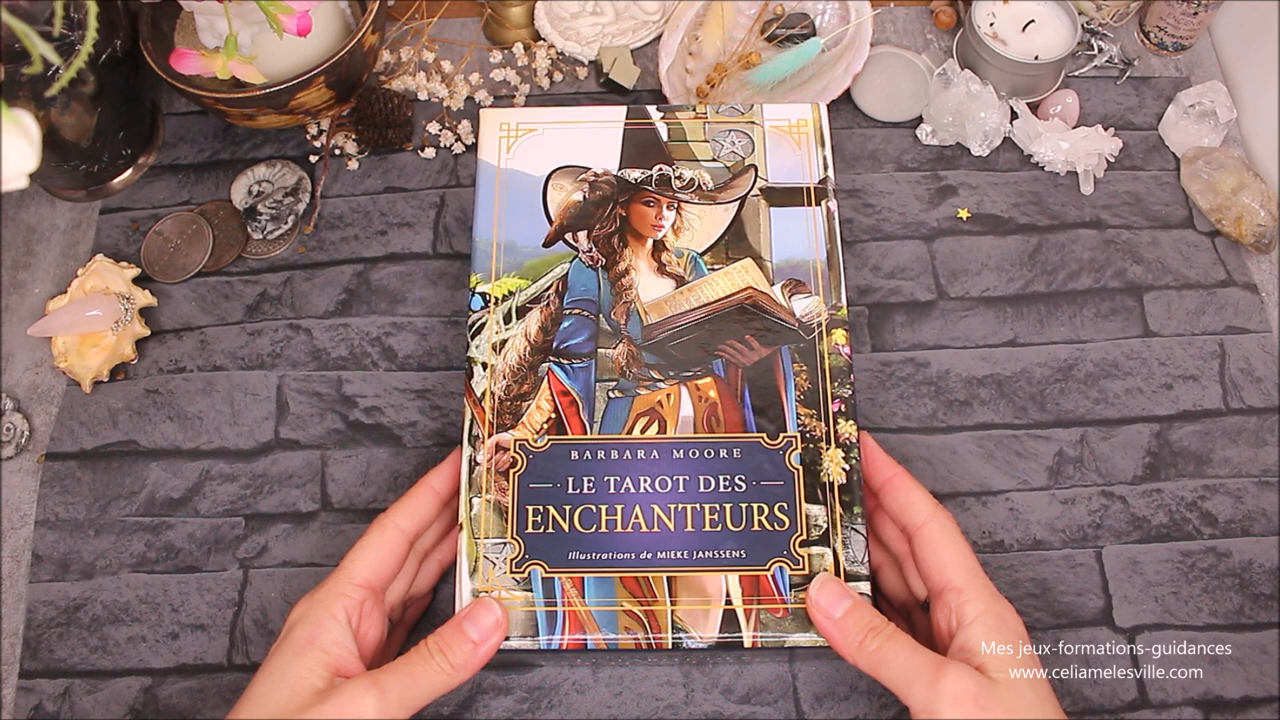 BARBARA MOORE
LE TAROT DES
ENCHANTEURS
Illustrations de MIEKE JANSSENS
Mes jeux-formations-guidances
www.celiamelesville.com